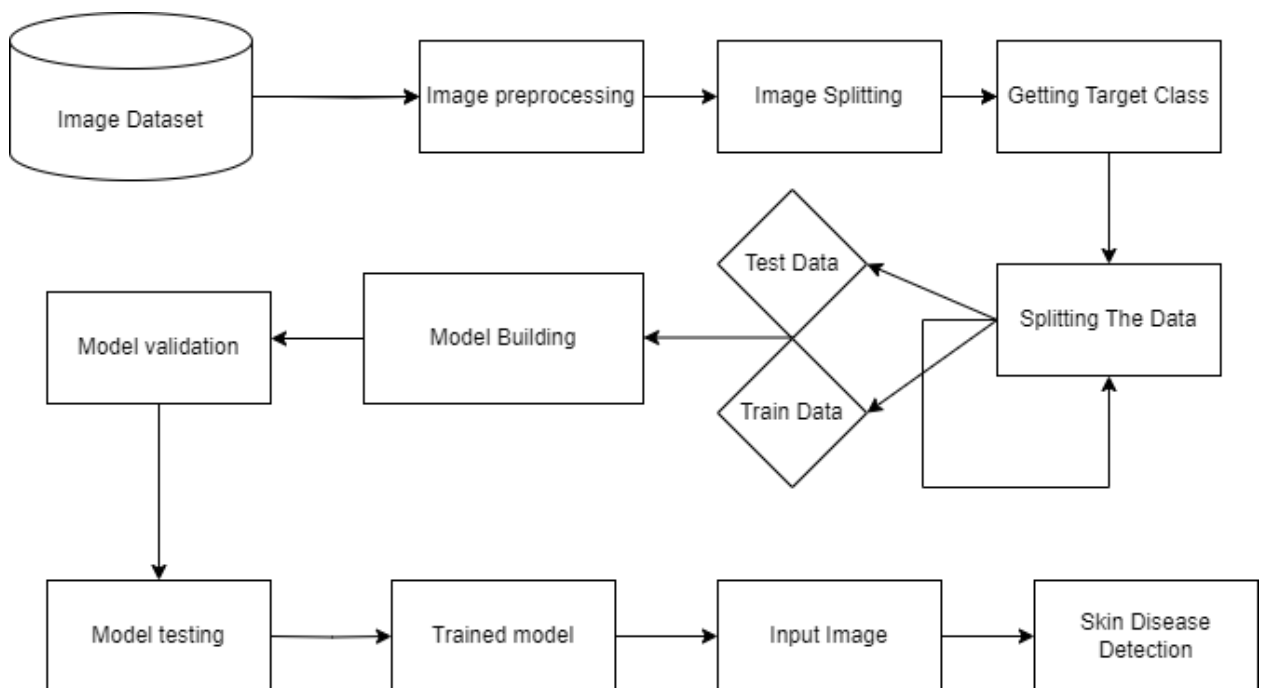 Image Dataset
Image preprocessing
Image Splitting
Getting Target Class
Test Data
Splitting The Data
Model Building
Model validation
Train Data
Model testing
Trained model
Input Image
Skin Disease
Detection